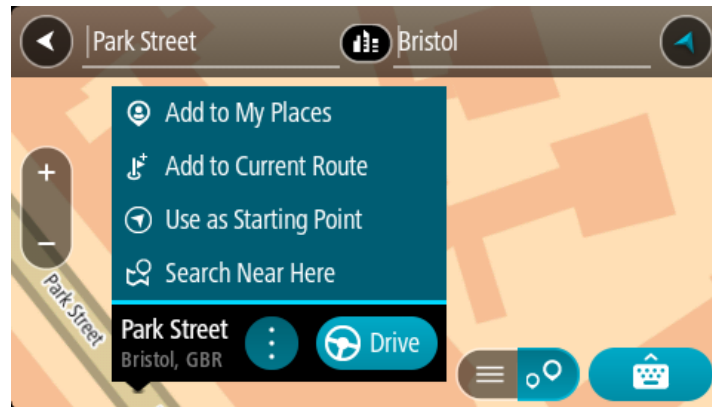 Park Street
Bristol
Add to My Places
Add to Current Route
Use as Starting Point
Search Near Here
+
−
Park Street
Park Street
Bristol, GBR
Drive